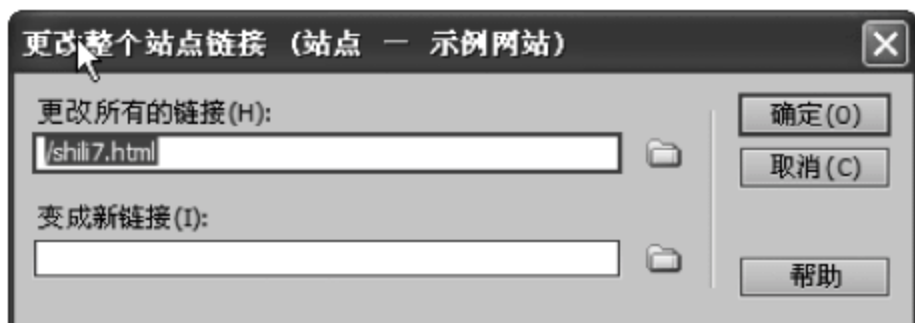 更改整个站点链接 (站点 — 示例网站)
更改所有的链接(H):
/shili7.html
确定(O)
取消(C)
变成新链接(I):
帮助